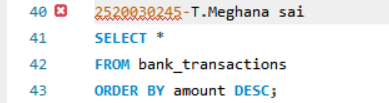 40 2520030245-T.Meghana sai
41 SELECT *
42 FROM bank_transactions
43 ORDER BY amount DESC;